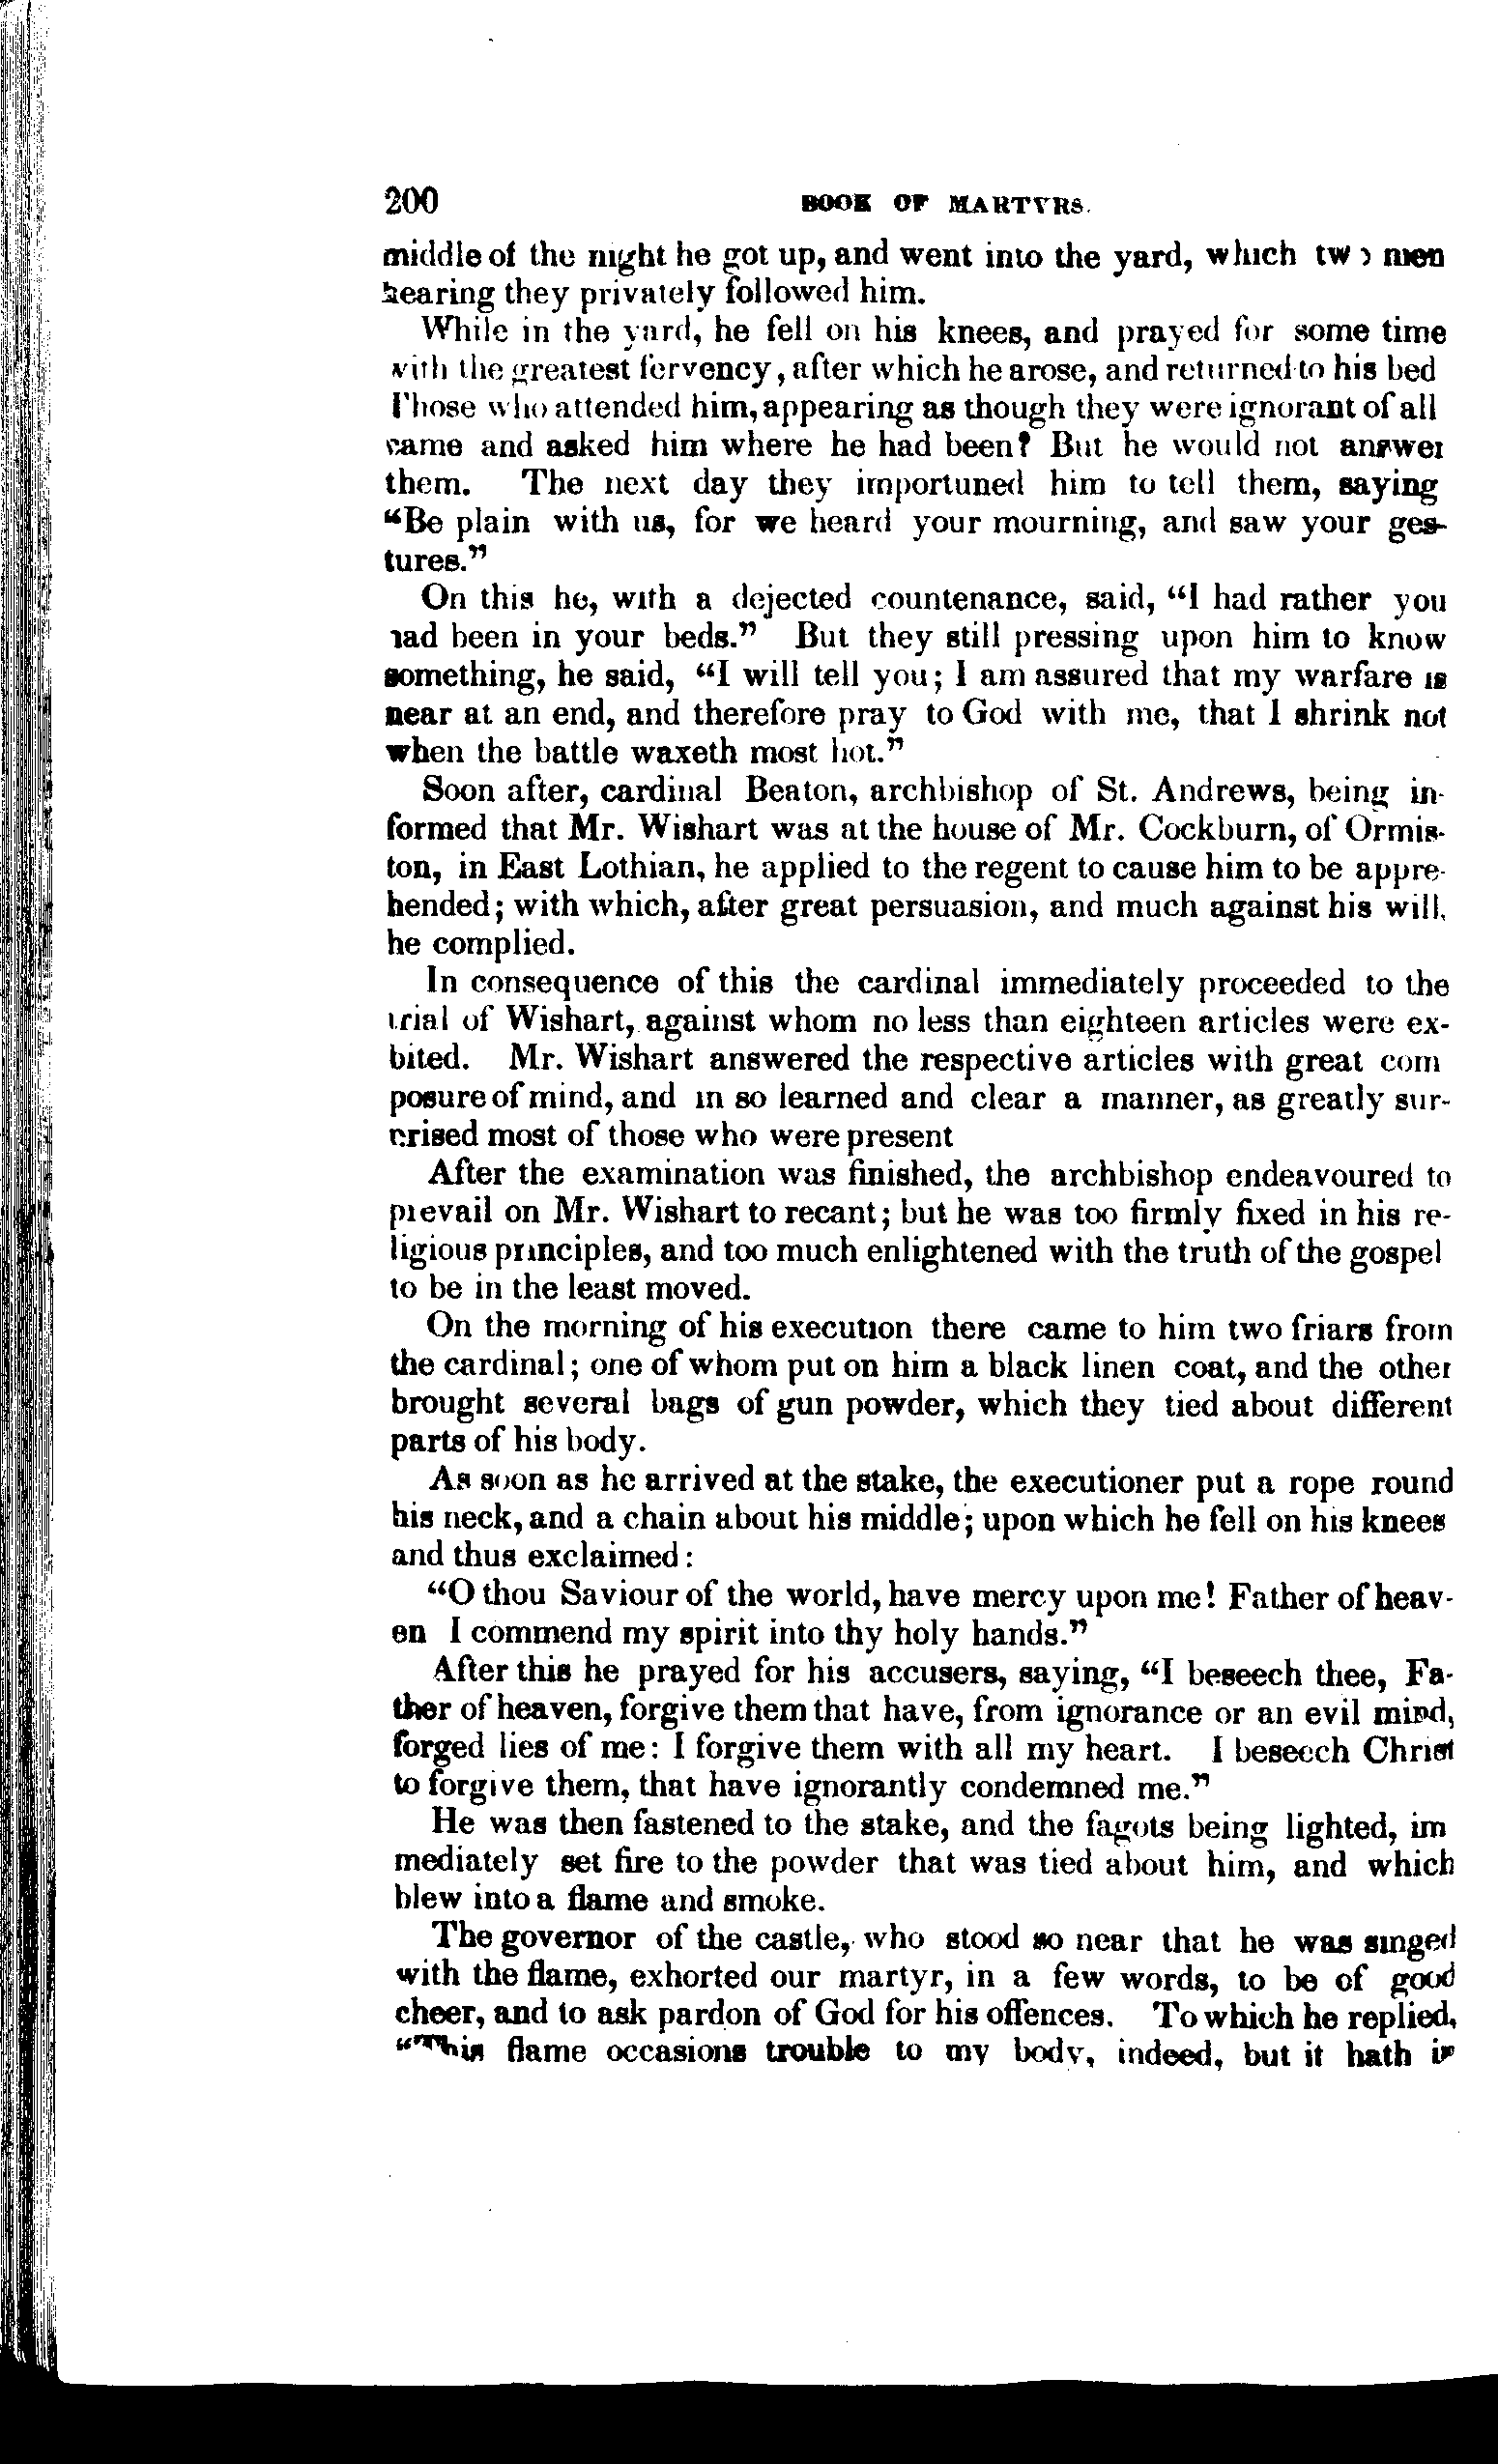 200 BOOK OF MARTYRS.
middle of the night he got up, and went into the yard, which two men
hearing they privately followed him.
While in the yard, he fell on his knees, and prayed for some time
with the greatest fervency, after which he arose, and returned to his bed
Those who attended him, appearing as though they were ignorant of all
came and asked him where he had been? But he would not answer
them. The next day they importuned him to tell them, saying
“Be plain with us, for we heard your mourning, and saw your ges-
tures.”
On this he, with a dejected countenance, said, “I had rather you
had been in your beds.” But they still pressing upon him to know
something, he said, “I will tell you; I am assured that my warfare is
near at an end, and therefore pray to God with me, that I shrink not
when the battle waxeth most hot.”
Soon after, cardinal Beaton, archbishop of St. Andrews, being in-
formed that Mr. Wishart was at the house of Mr. Cockburn, of Ormis-
ton, in East Lothian, he applied to the regent to cause him to be appre-
hended; with which, after great persuasion, and much against his will,
he complied.
In consequence of this the cardinal immediately proceeded to the
trial of Wishart, against whom no less than eighteen articles were ex-
bited. Mr. Wishart answered the respective articles with great com
posure of mind, and in so learned and clear a manner, as greatly sur-
prised most of those who were present
After the examination was finished, the archbishop endeavoured to
prevail on Mr. Wishart to recant; but he was too firmly fixed in his re-
ligious principles, and too much enlightened with the truth of the gospel
to be in the least moved.
On the morning of his execution there came to him two friars from
the cardinal; one of whom put on him a black linen coat, and the other
brought several bags of gun powder, which they tied about different
parts of his body.
As soon as he arrived at the stake, the executioner put a rope round
his neck, and a chain about his middle; upon which he fell on his knees
and thus exclaimed:
“O thou Saviour of the world, have mercy upon me! Father of heav-
en I commend my spirit into thy holy hands.”
After this he prayed for his accusers, saying, “I beseech thee, Fa-
ther of heaven, forgive them that have, from ignorance or an evil mind,
forged lies of me: I forgive them with all my heart. I beseech Christ
to forgive them, that have ignorantly condemned me.”
He was then fastened to the stake, and the fagots being lighted, im
mediately set fire to the powder that was tied about him, and which
blew into a flame and smoke.
The governor of the castle, who stood so near that he was singed
with the flame, exhorted our martyr, in a few words, to be of good
cheer, and to ask pardon of God for his offences. To which he replied,
“This flame occasions trouble to my body, indeed, but it hath in